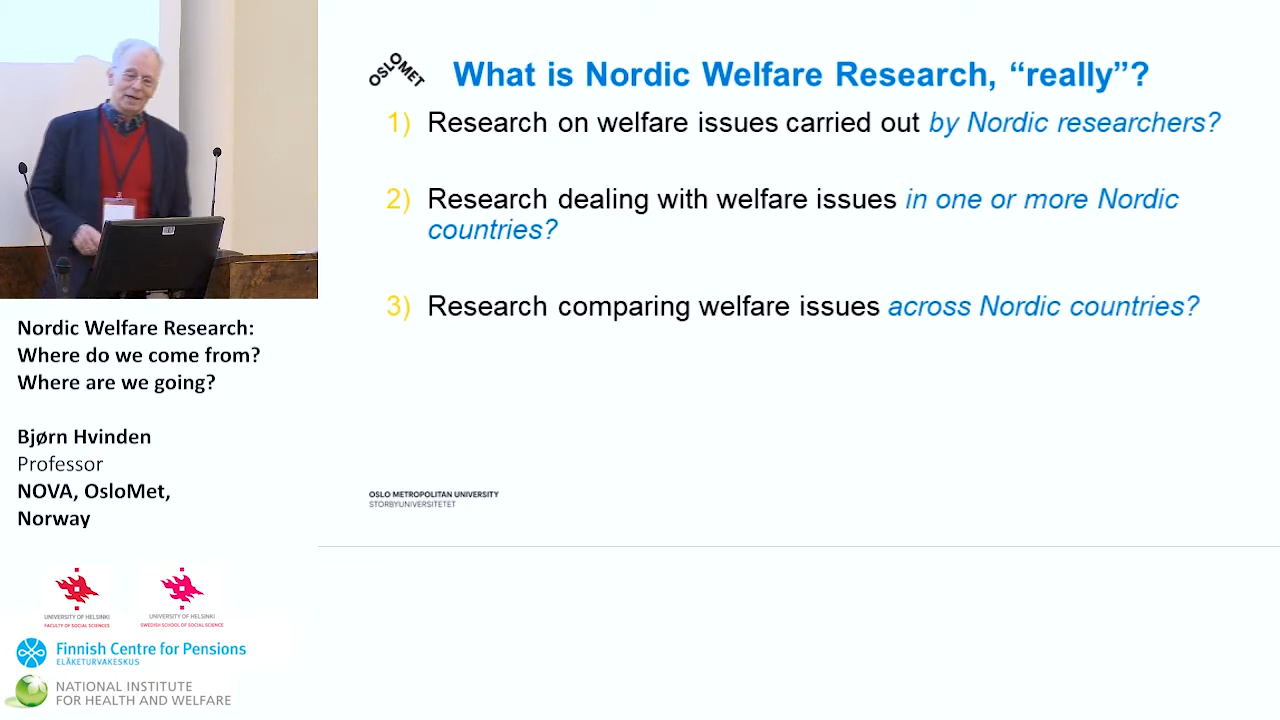 OSLOMET
What is Nordic Welfare Research, “really”?
1) Research on welfare issues carried out by Nordic researchers?
2) Research dealing with welfare issues in one or more Nordic
countries?
3) Research comparing welfare issues across Nordic countries?
OSLO METROPOLITAN UNIVERSITY
STORBYUNIVERSITETET
Nordic Welfare Research:
Where do we come from?
Where are we going?
Bjørn Hvinden
Professor
NOVA, OsloMet,
Norway
UNIVERSITY OF HELSINKI
FACULTY OF SOCIAL SCIENCES
UNIVERSITY OF HELSINKI
SWEDISH SCHOOL OF SOCIAL SCIENCE
Finnish Centre for Pensions
ELÄKETURVAKESKUS
NATIONAL INSTITUTE
FOR HEALTH AND WELFARE